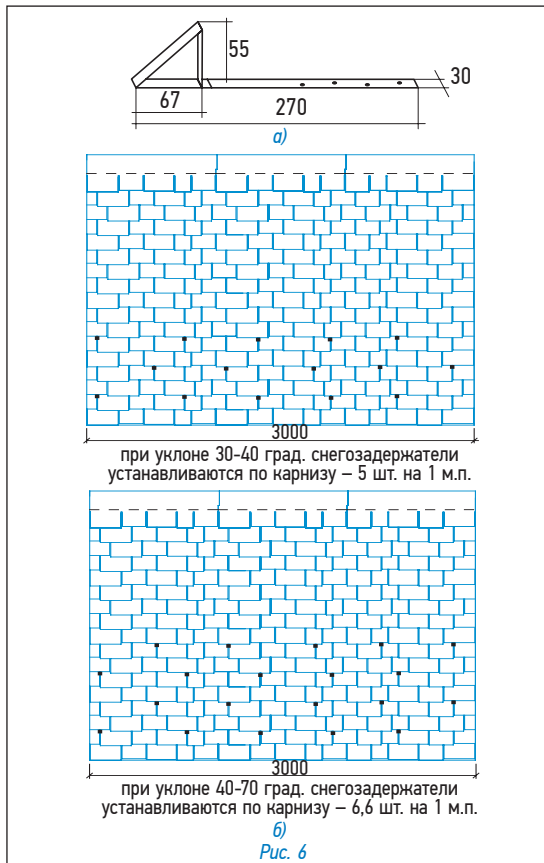 55
30
67
270
а)
3000
при уклоне 30-40 град. снегозадержатели
устанавливаются по карнизу – 5 шт. на 1 м.п.
3000
при уклоне 40-70 град. снегозадержатели
устанавливаются по карнизу – 6,6 шт. на 1 м.п.
б)
Рис. 6